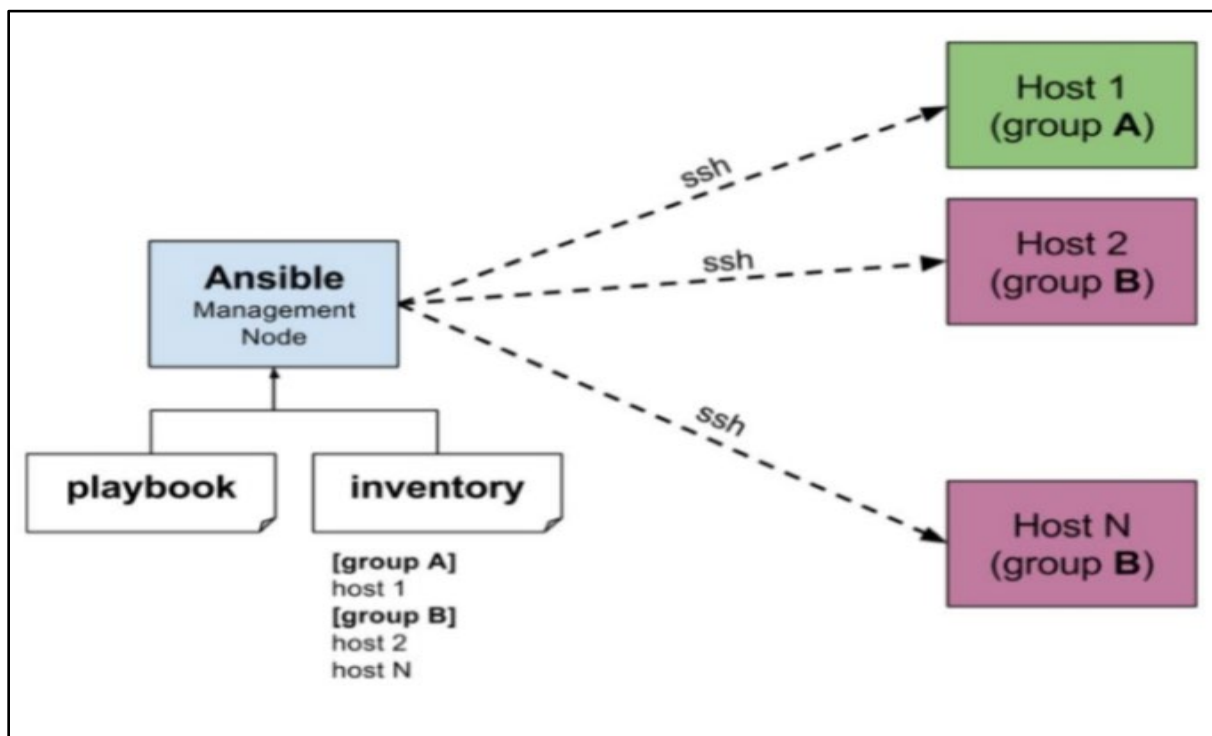 Host 1
(group A)
ssh
Host 2
(group B)
ssh
Ansible
Management
Node
ssh
playbook
inventory
Host N
(group B)
[group A]
host 1
[group B]
host 2
host N